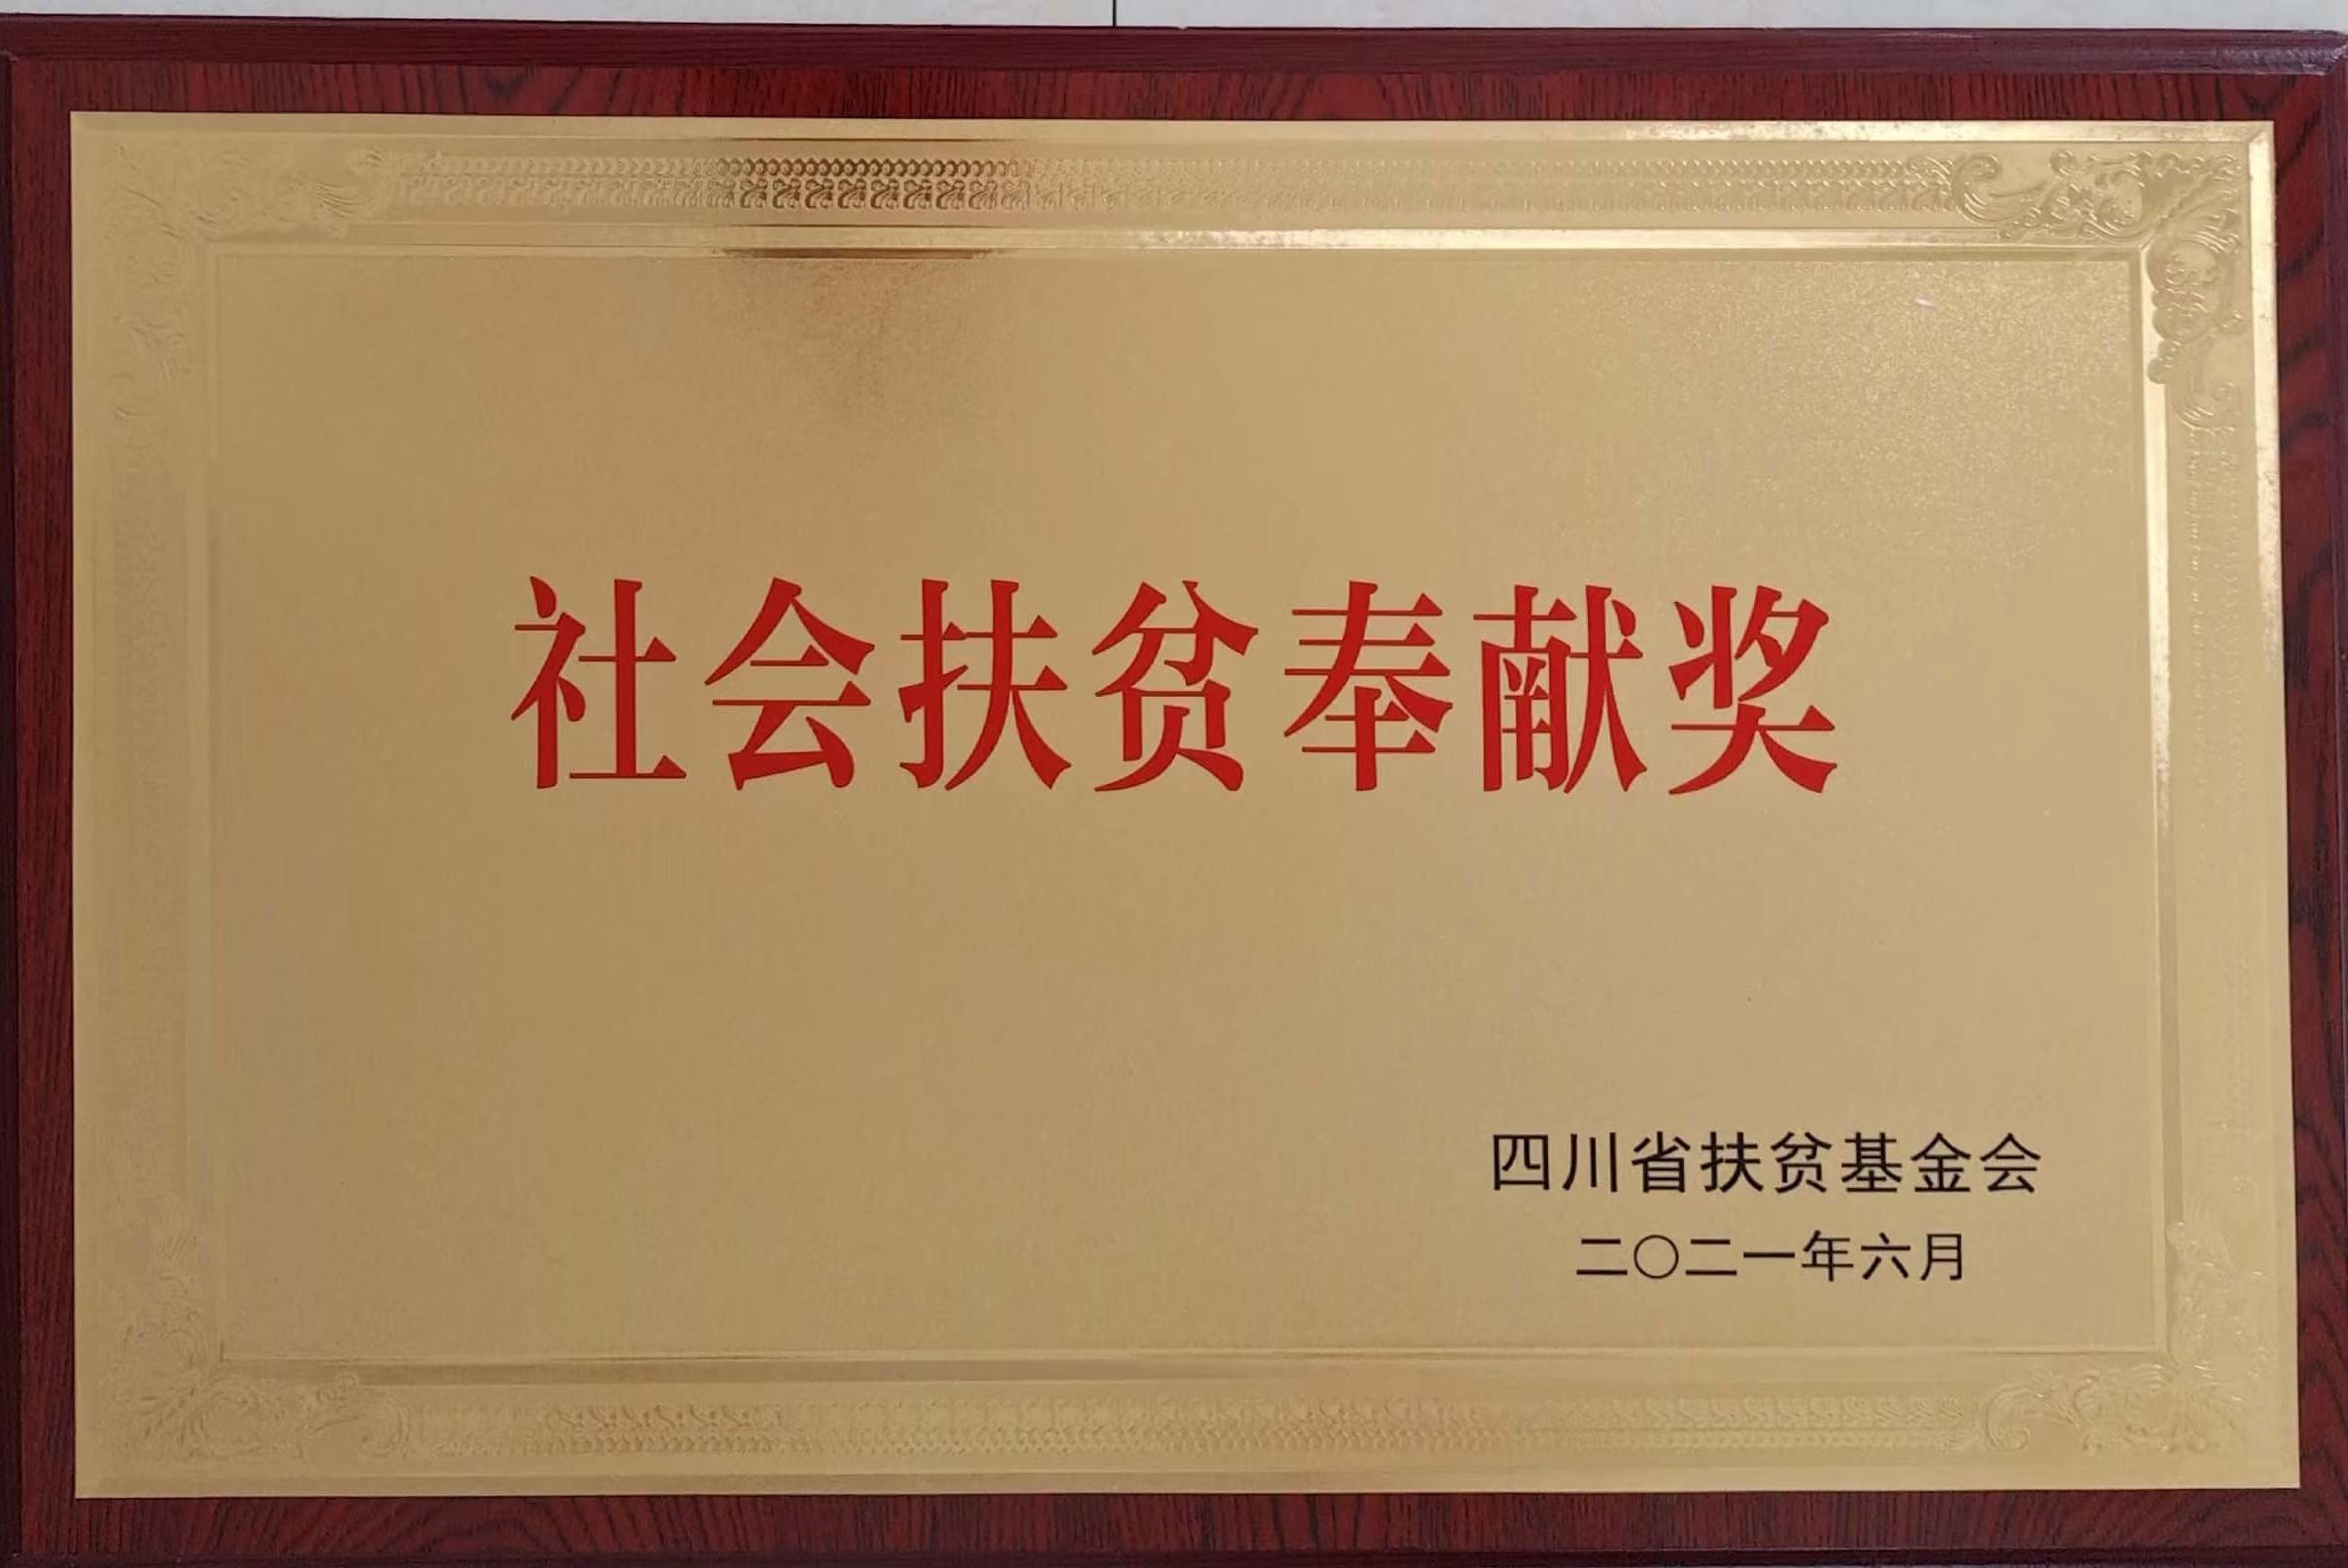 社会扶贫奉献奖
四川省扶贫基金会
二〇二一年六月